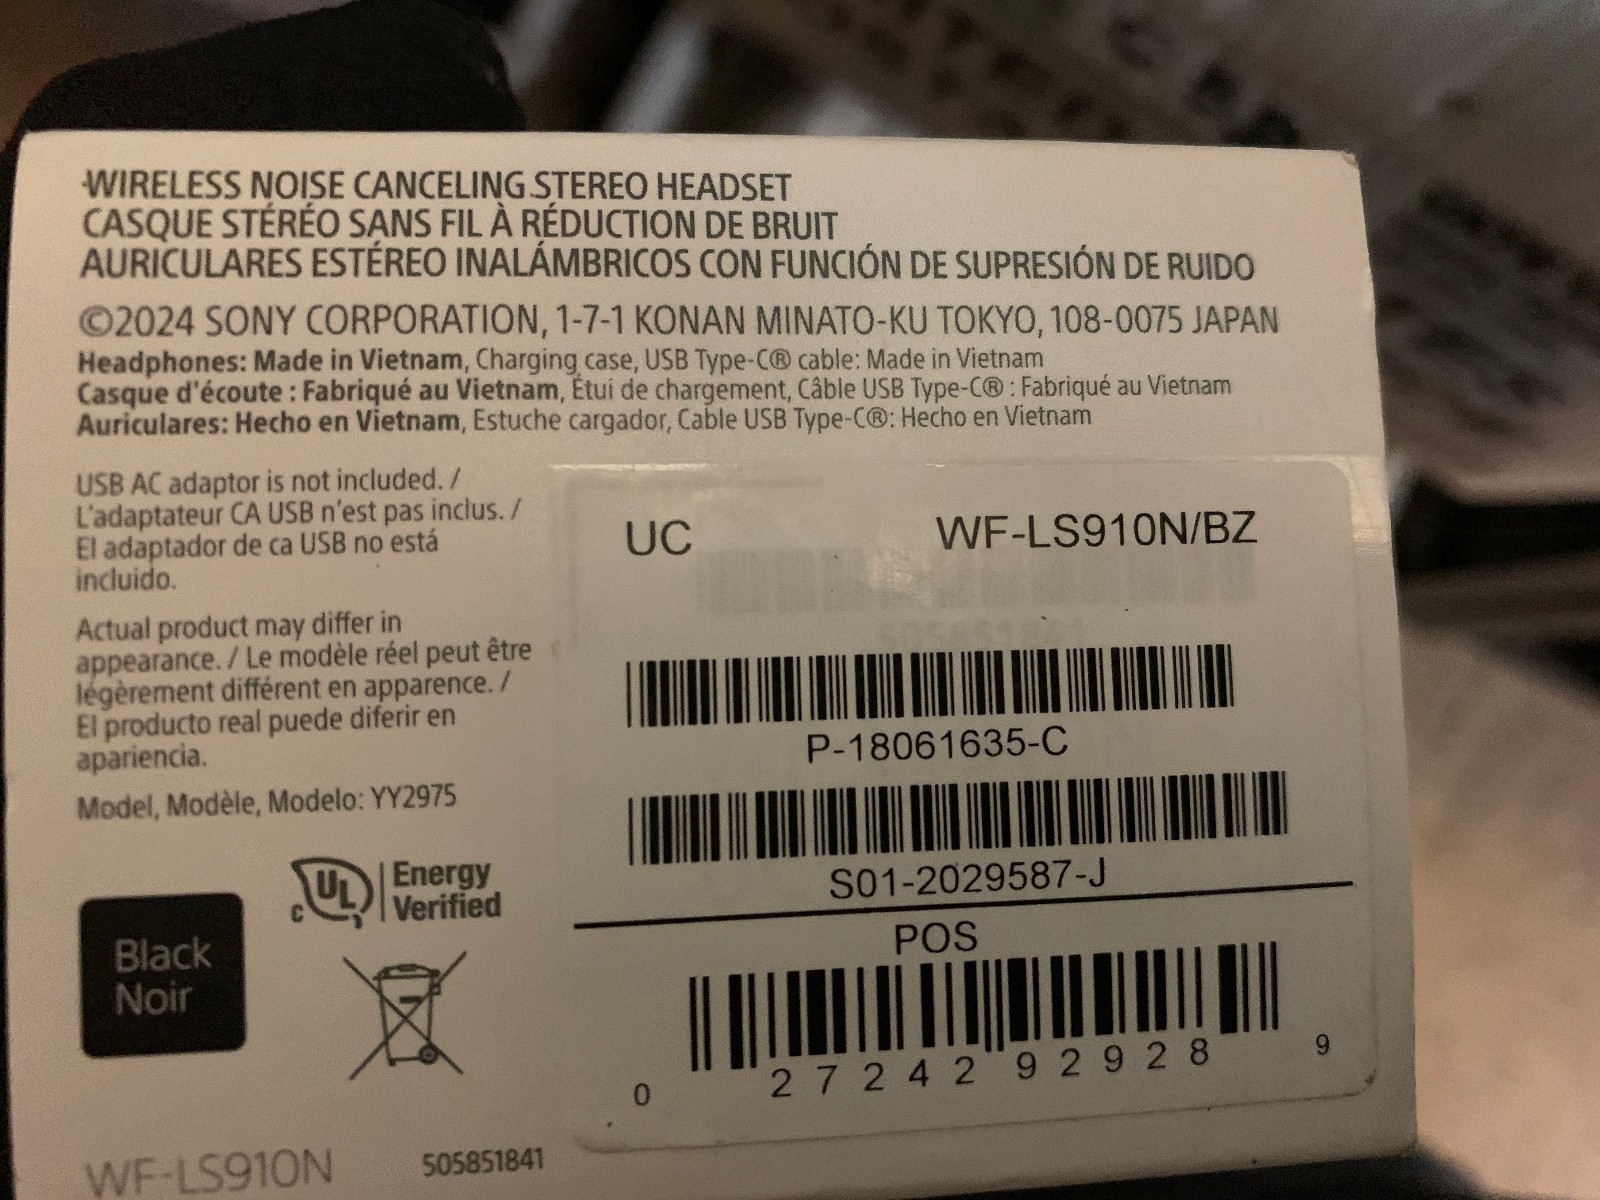 WIRELESS NOISE CANCELING STEREO HEADSET
CASQUE STÉRÉO SANS FIL À RÉDUCTION DE BRUIT
AURICULARES ESTÉREO INALÁMBRICOS CON FUNCIÓN DE SUPRESIÓN DE RUIDO
©2024 SONY CORPORATION, 1-7-1 KONAN MINATO-KU TOKYO, 108-0075 JAPAN
Headphones: Made in Vietnam, Charging case, USB Type-C® cable: Made in Vietnam
Casque d'écoute : Fabriqué au Vietnam, Étui de chargement, Câble USB Type-C® : Fabriqué au Vietnam
Auriculares: Hecho en Vietnam, Estuche cargador, Cable USB Type-C®: Hecho en Vietnam
USB AC adaptor is not included. /
L'adaptateur CA USB n'est pas inclus. /
El adaptador de ca USB no está
incluido.
Actual product may differ in
appearance. / Le modèle réel peut être
légèrement différent en apparence. /
El producto real puede diferir en
apariencia.
Model, Modèle, Modelo: YY2975
c UL Energy
Verified
Black
Noir
WF-LS910N 505851841
UC WF-LS910N/BZ
P-18061635-C
S01-2029587-J
POS
0 27242 92928 9